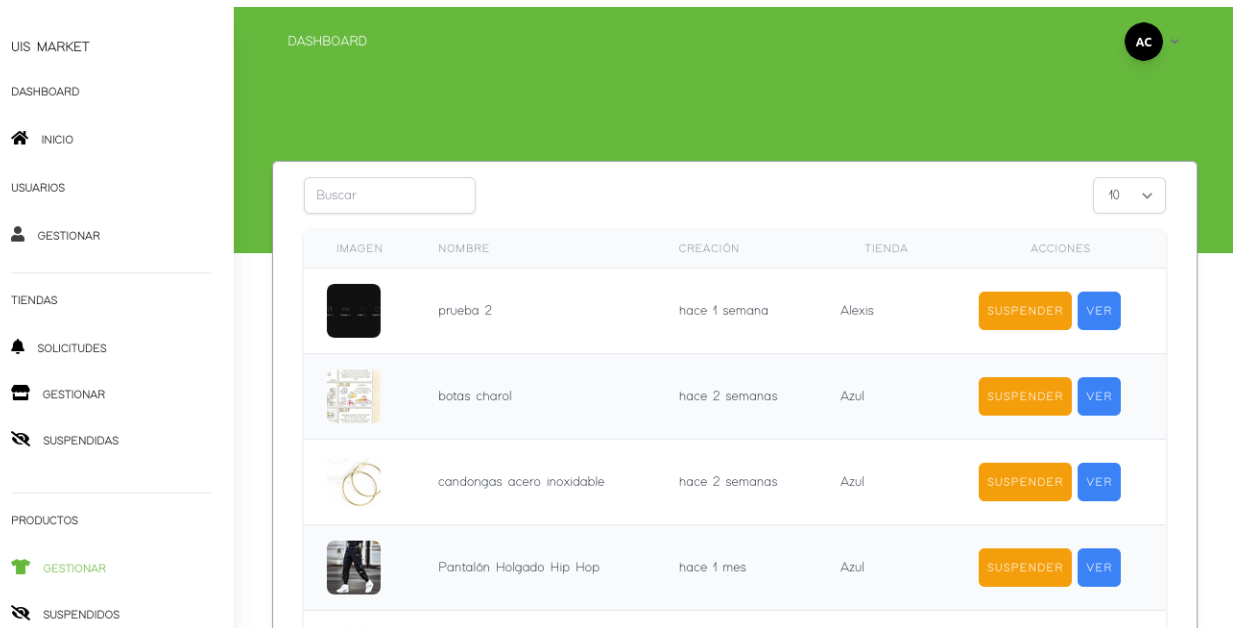 UIS MARKET
DASHBOARD
INICIO
USUARIOS
GESTIONAR
TIENDAS
SOLICITUDES
GESTIONAR
SUSPENDIDAS
PRODUCTOS
GESTIONAR
SUSPENDIDOS
DASHBOARD
AC
Buscar
10
IMAGEN NOMBRE CREACIÓN TIENDA ACCIONES
prueba 2 hace 1 semana Alexis SUSPENDER VER
botas charol hace 2 semanas Azul SUSPENDER VER
candongas acero inoxidable hace 2 semanas Azul SUSPENDER VER
Pantalón Holgado Hip Hop hace 1 mes Azul SUSPENDER VER